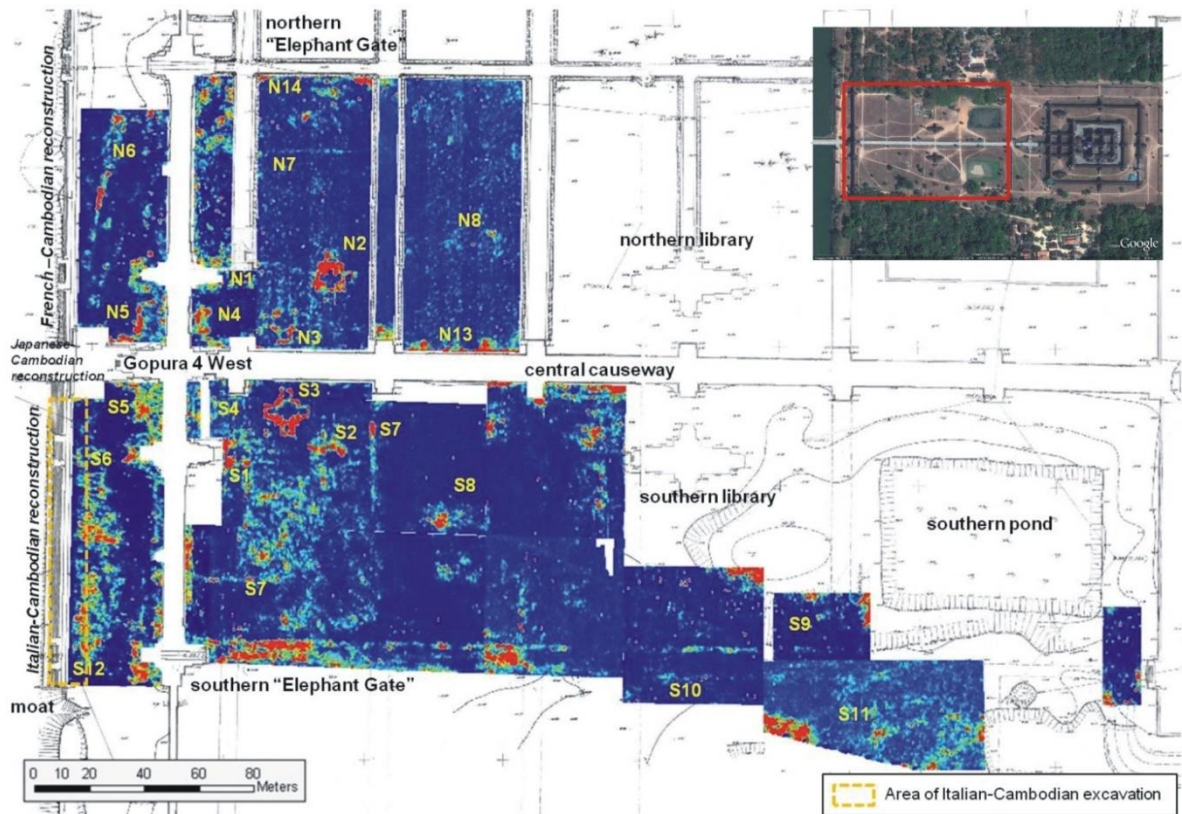 northern
“Elephant Gate”
French–Cambodian reconstruction
N14
N6
N7
N8
N2
N1
N5
N4
N3
N13
northern library
Google
Japanese-
Cambodian
reconstruction
Gopura 4 West
central causeway
Italian-Cambodian reconstruction
S5
S4
S3
S7
S2
S6
S1
S8
southern library
southern pond
S7
S9
S12
S10
S11
southern “Elephant Gate”
moat
0 10 20 40 60 80
Meters
Area of Italian-Cambodian excavation